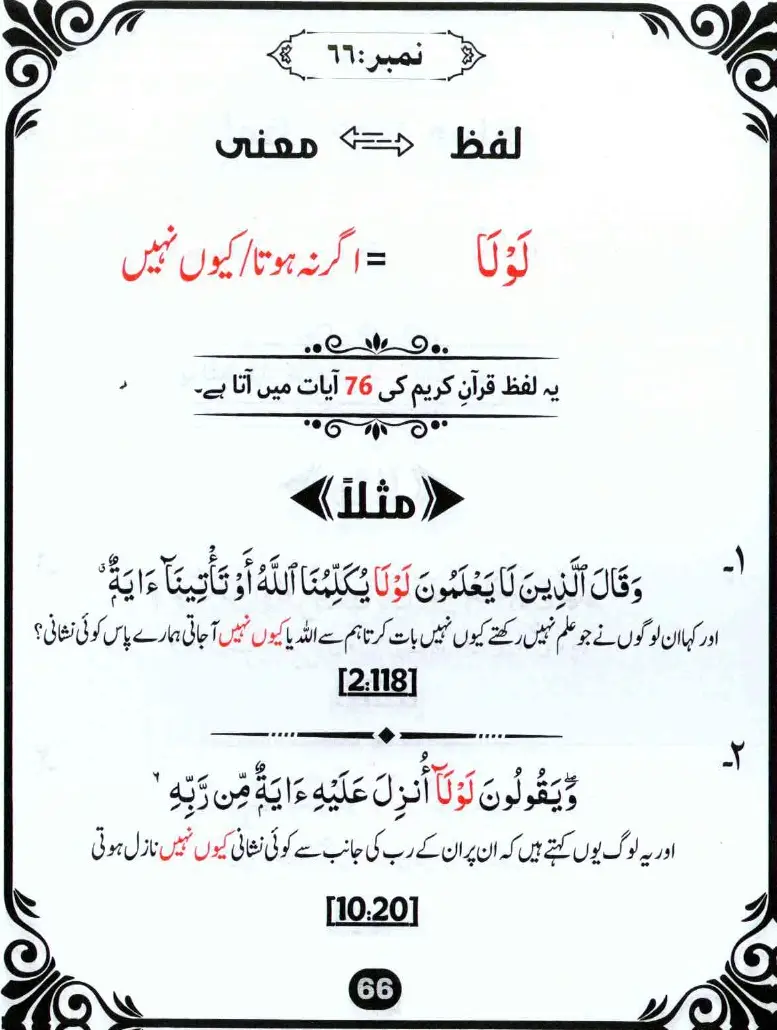 نمبر:٦٦
لفظ ⇐⇒ معنی
لَوْلَا = اگر نہ ہوتا/کیوں نہیں
یہ لفظ قرآنِ کریم کی 76 آیات میں آتا ہے۔
مثلاً
١۔ وَقَالَ ٱلَّذِينَ لَا يَعْلَمُونَ لَوْلَا يُكَلِّمُنَا ٱللَّهُ أَوْ تَأْتِينَآ ءَايَةٌ ۗ
اور کہا ان لوگوں نے جو علم نہیں رکھتے کیوں نہیں بات کرتا ہم سے اللہ یا کیوں نہیں آجاتی ہمارے پاس کوئی نشانی؟
[2:118]
٢۔ وَيَقُولُونَ لَوْلَآ أُنزِلَ عَلَيْهِ ءَايَةٌ مِّن رَّبِّهِ
اور یہ لوگ یوں کہتے ہیں کہ ان پر ان کے رب کی جانب سے کوئی نشانی کیوں نہیں نازل ہوتی
[10:20]
66